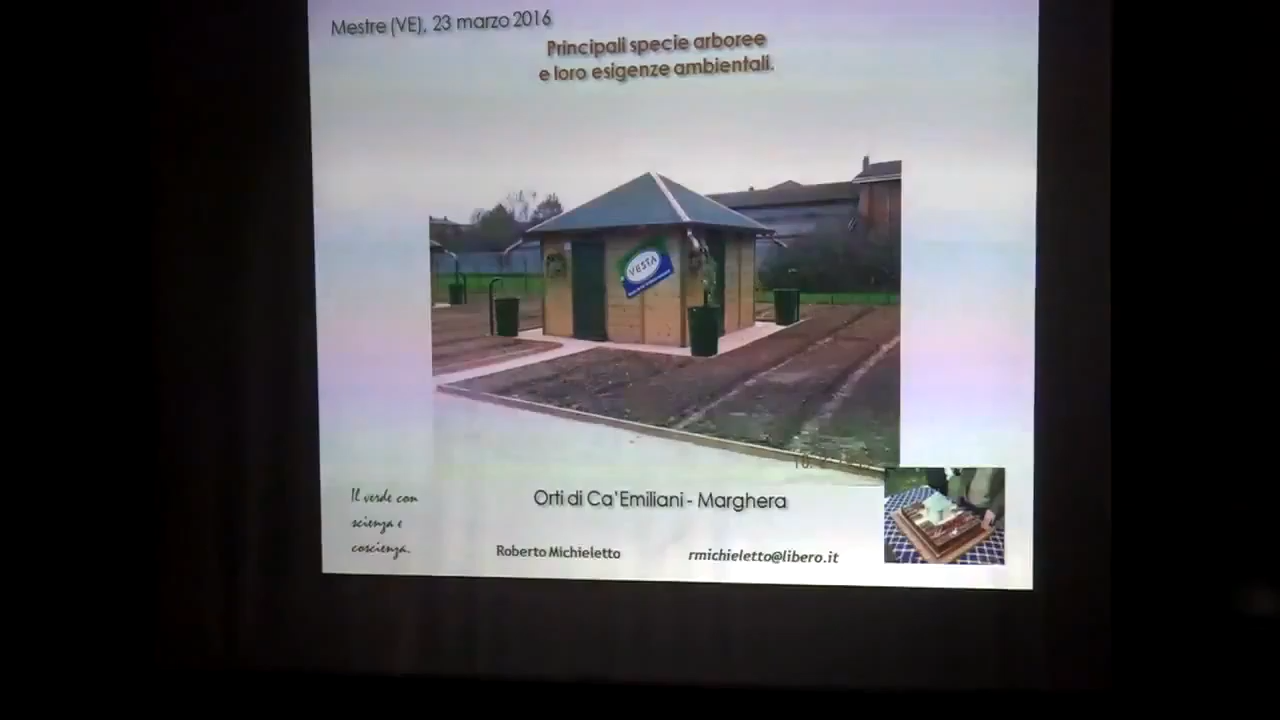 Mestre (VE), 23 marzo 2016
Principali specie arboree
e loro esigenze ambientali.
VESTA
Orti di Ca'Emiliani - Marghera
Il verde con
scienza e
coscienza.
Roberto Michieletto
rmichieletto@libero.it